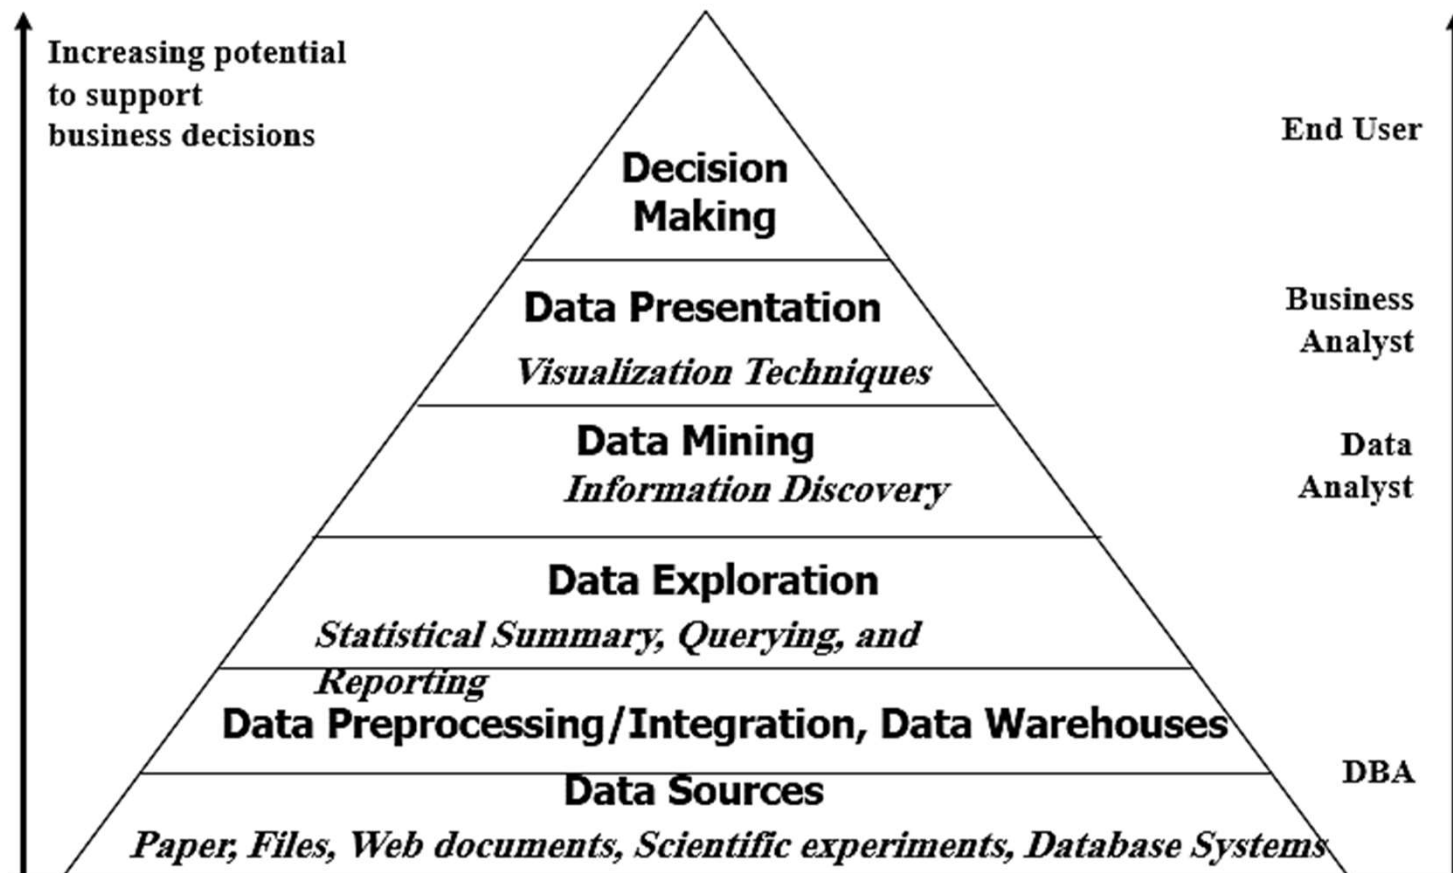 Increasing potential
to support
business decisions
End User
Decision
Making
Data Presentation
Visualization Techniques
Business
Analyst
Data Mining
Information Discovery
Data
Analyst
Data Exploration
Statistical Summary, Querying, and
Reporting
Data Preprocessing/Integration, Data Warehouses
DBA
Data Sources
Paper, Files, Web documents, Scientific experiments, Database Systems